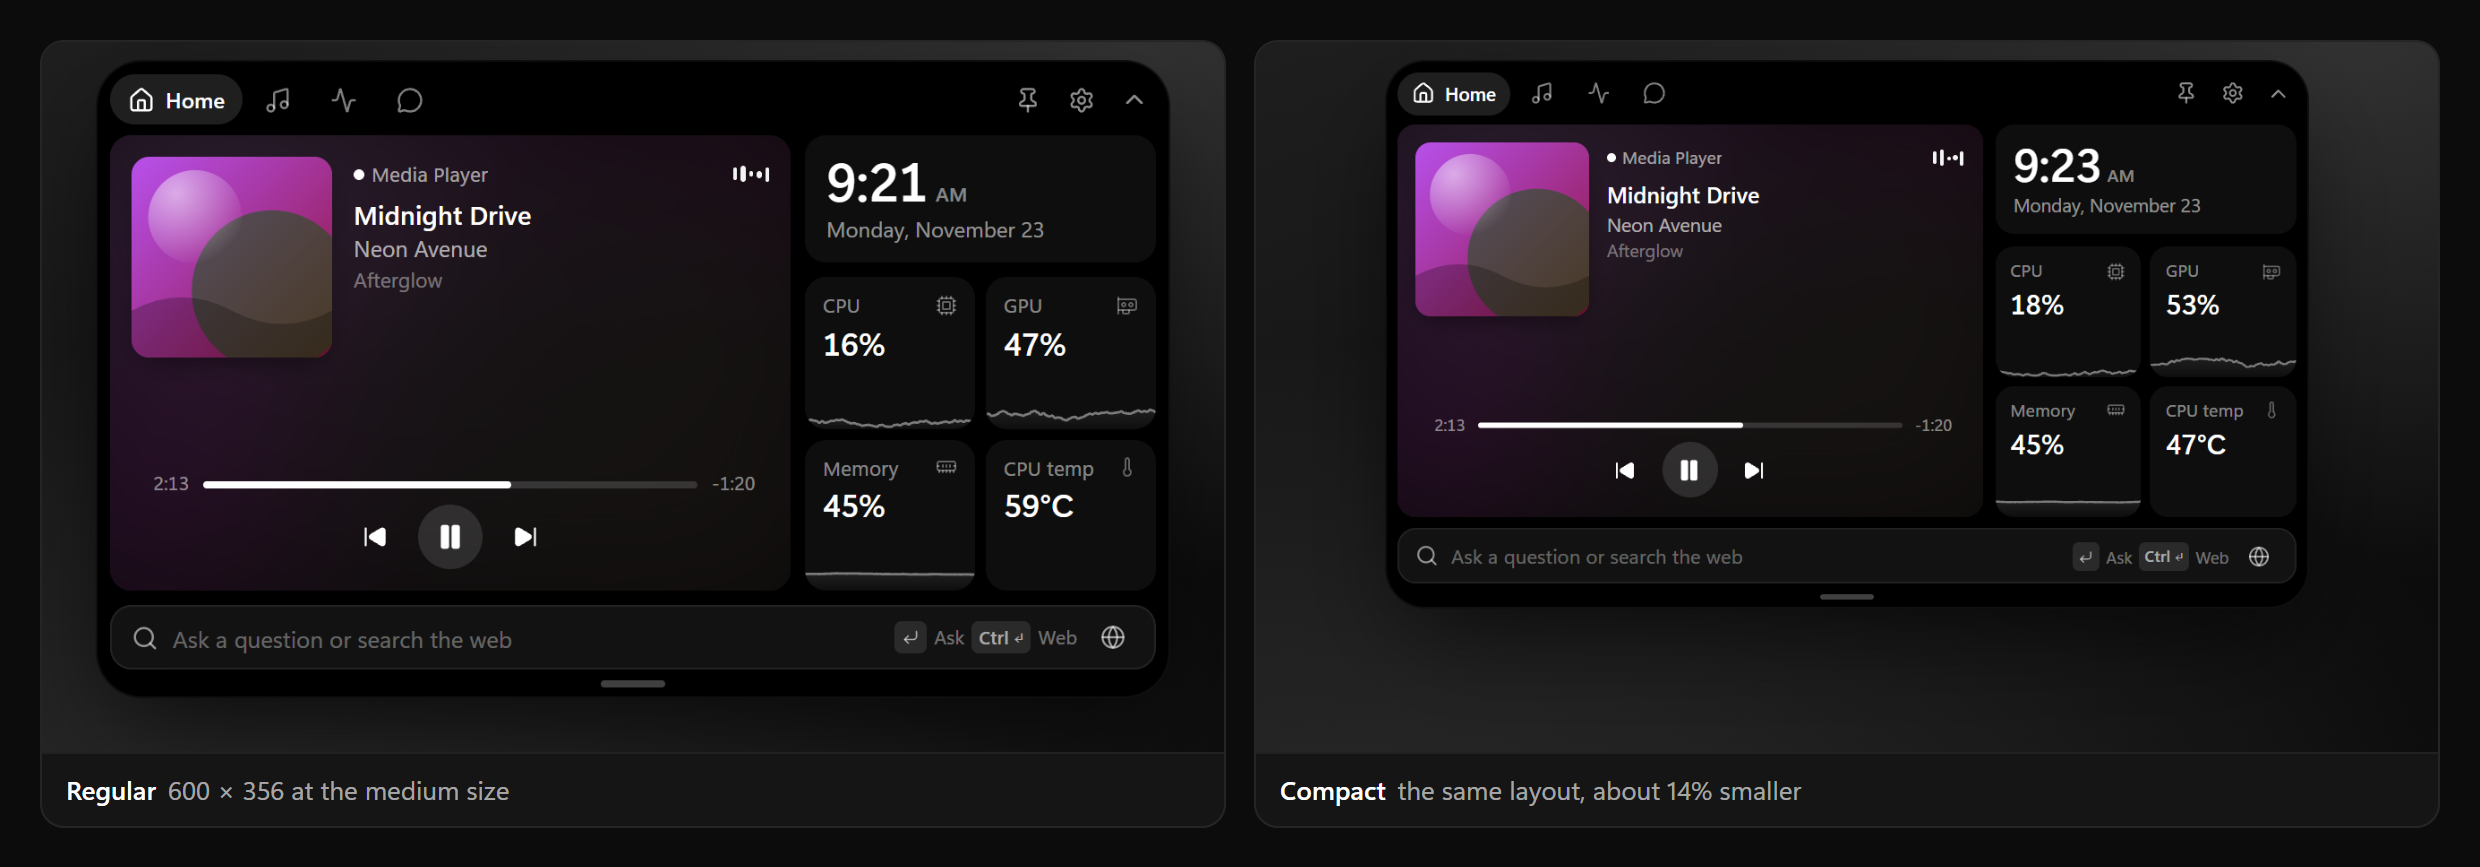 Home
Media Player
Midnight Drive
Neon Avenue
Afterglow
2:13
-1:20
9:21 AM
Monday, November 23
CPU
16%
GPU
47%
Memory
45%
CPU temp
59°C
Ask a question or search the web
Ask Ctrl Web
Regular 600 × 356 at the medium size
Home
Media Player
Midnight Drive
Neon Avenue
Afterglow
2:13
-1:20
9:23 AM
Monday, November 23
CPU
18%
GPU
53%
Memory
45%
CPU temp
47°C
Ask a question or search the web
Ask Ctrl Web
Compact the same layout, about 14% smaller